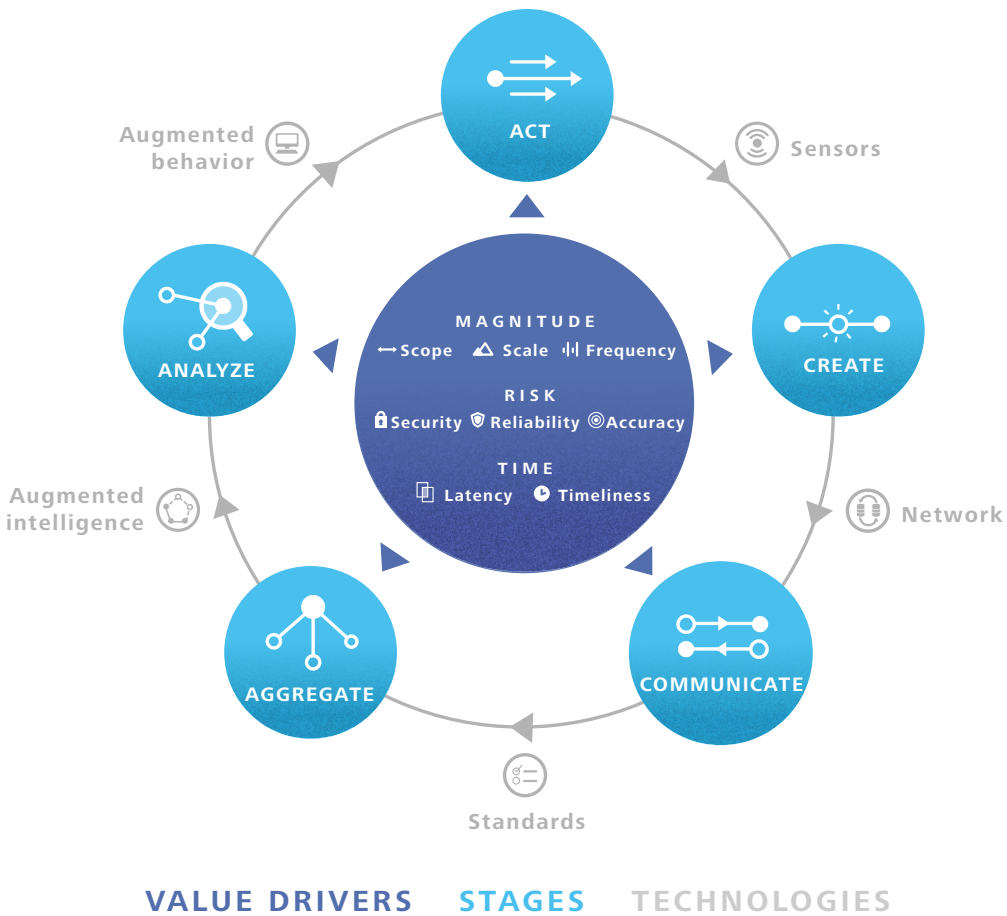 ACT
Augmented
behavior
Sensors
ANALYZE
CREATE
MAGNITUDE
Scope Scale Frequency
RISK
Security Reliability Accuracy
TIME
Latency Timeliness
Augmented
intelligence
Network
AGGREGATE
COMMUNICATE
Standards
VALUE DRIVERS STAGES TECHNOLOGIES